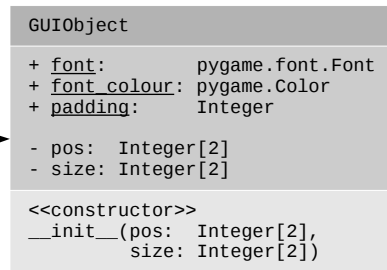 GUIObject
+ font: pygame.font.Font
+ font_colour: pygame.Color
+ padding: Integer
- pos: Integer[2]
- size: Integer[2]
<<constructor>>
__init__(pos: Integer[2],
size: Integer[2])